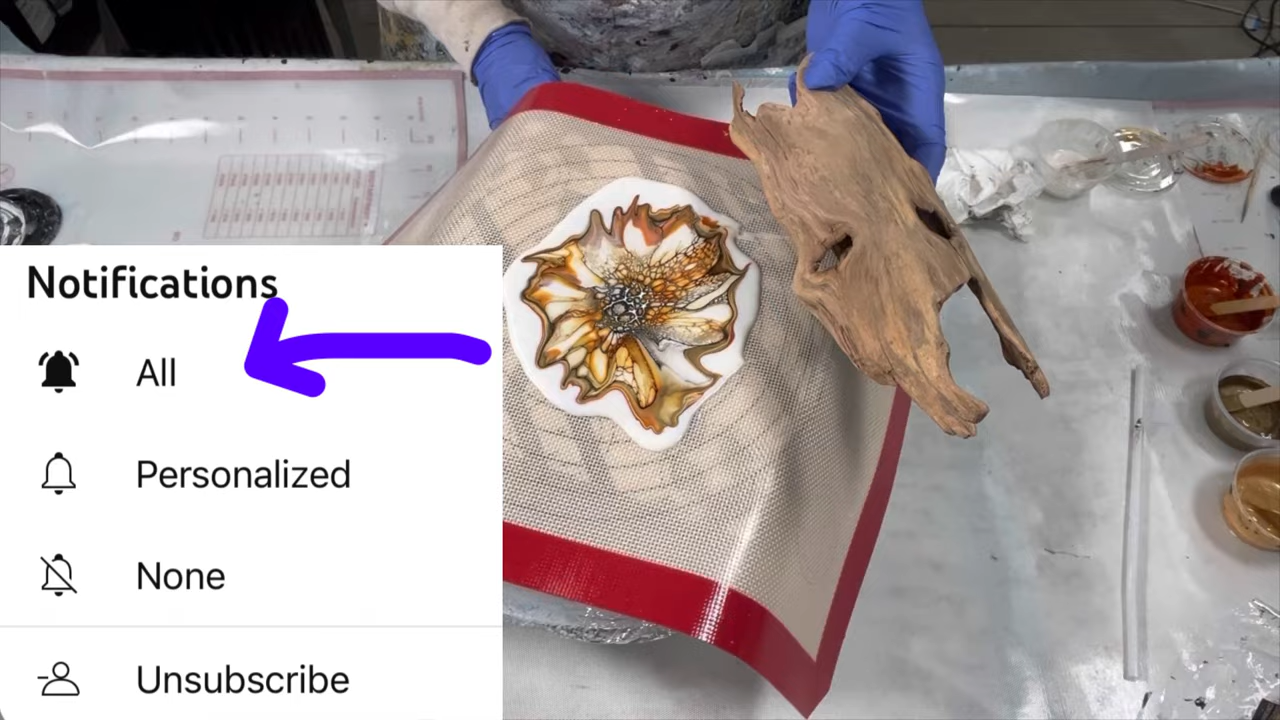 Notifications
All
Personalized
None
Unsubscribe